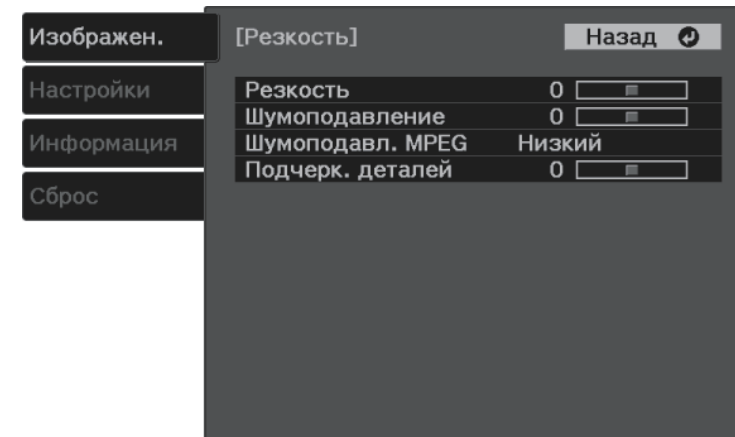 Изображен.
Настройки
Информация
Сброс
[Резкость]
Назад
Резкость 0
Шумоподавление 0
Шумоподавл. MPEG Низкий
Подчерк. деталей 0